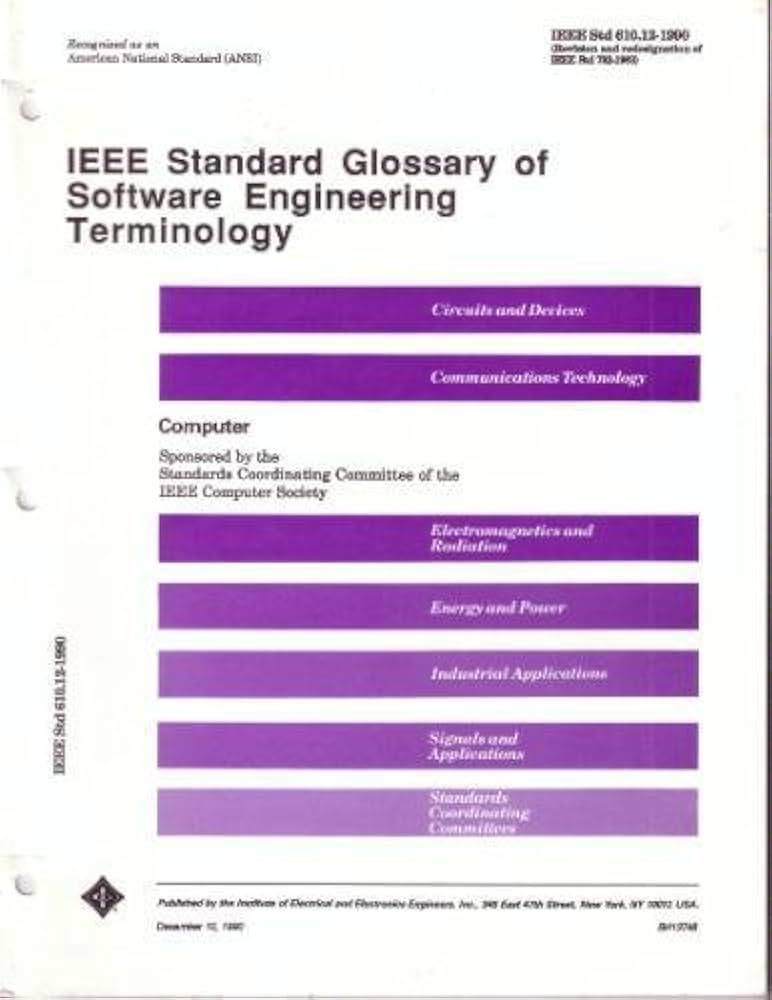 Recognized as an
American National Standard (ANSI)
IEEE Std 610.12-1990
(Revision and redesignation of
IEEE Std
IEEE Standard Glossary of
Software Engineering
Terminology
Circuits and Devices
Communications Technology
Computer
Sponsored by the
Standards Coordinating Committee of the
IEEE Computer Society
Electromagnetics and
Radiation
Energy and Power
Industrial Applications
Signals and
Applications
Standards
Coordinating
Committees
IEEE Std 610.12-1990
Published by the Institute of Electrical and Electronics Engineers, Inc., 345 East 47th Street, New York, NY USA.
December 10, 1990